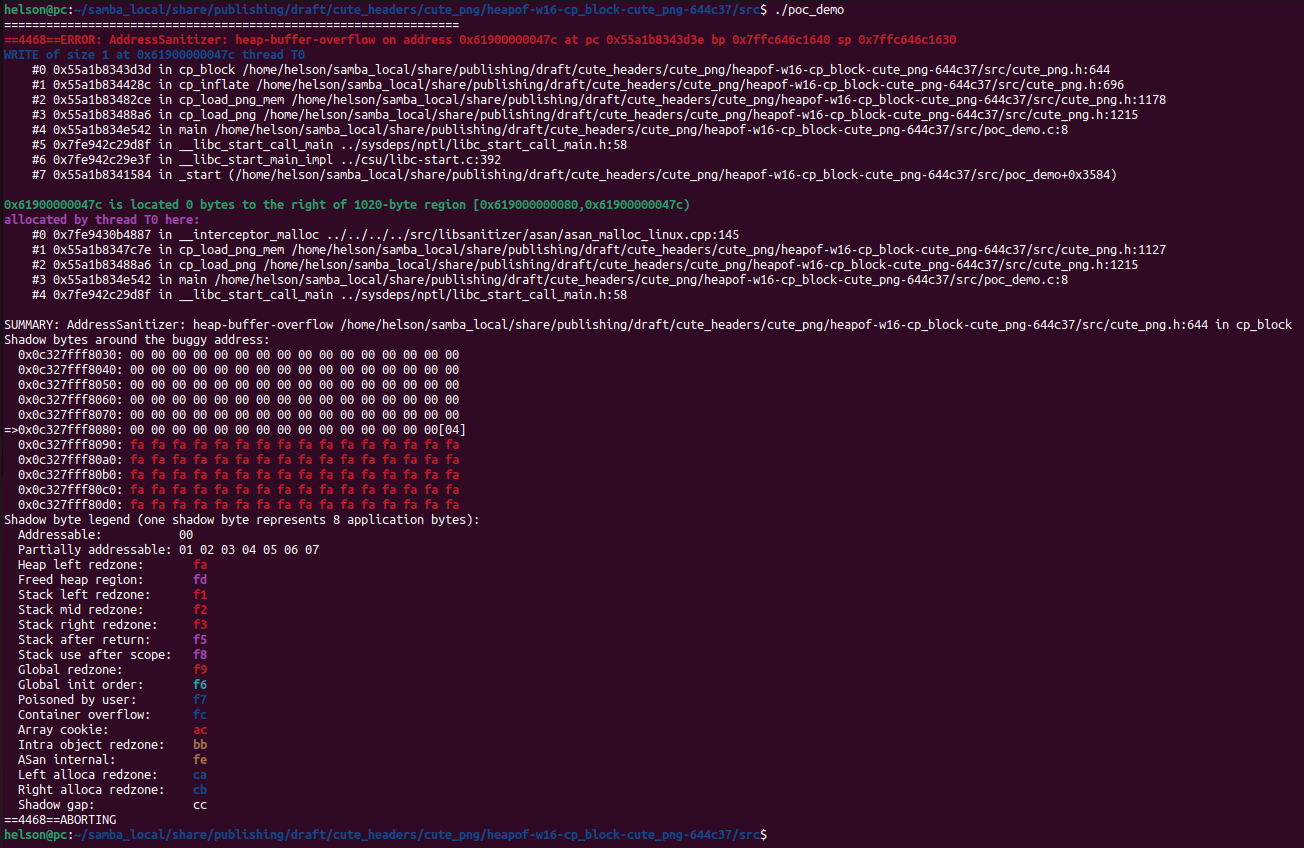 helson@pc:~/samba_local/share/publishing/draft/cute_headers/cute_png/heapof-w16-cp_block-cute_png-644c37/src$ ./poc_demo
=================================================================
==4468==ERROR: AddressSanitizer: heap-buffer-overflow on address 0x61900000047c at pc 0x55a1b8343d3e bp 0x7ffc646c1640 sp 0x7ffc646c1630
WRITE of size 1 at 0x61900000047c thread T0
    #0 0x55a1b8343d3d in cp_block /home/helson/samba_local/share/publishing/draft/cute_headers/cute_png/heapof-w16-cp_block-cute_png-644c37/src/cute_png.h:644
    #1 0x55a1b834428c in cp_inflate /home/helson/samba_local/share/publishing/draft/cute_headers/cute_png/heapof-w16-cp_block-cute_png-644c37/src/cute_png.h:696
    #2 0x55a1b83482ce in cp_load_png_mem /home/helson/samba_local/share/publishing/draft/cute_headers/cute_png/heapof-w16-cp_block-cute_png-644c37/src/cute_png.h:1178
    #3 0x55a1b83488a6 in cp_load_png /home/helson/samba_local/share/publishing/draft/cute_headers/cute_png/heapof-w16-cp_block-cute_png-644c37/src/cute_png.h:1215
    #4 0x55a1b834e542 in main /home/helson/samba_local/share/publishing/draft/cute_headers/cute_png/heapof-w16-cp_block-cute_png-644c37/src/poc_demo.c:8
    #5 0x7fe942c29d8f in __libc_start_call_main ../sysdeps/nptl/libc_start_call_main.h:58
    #6 0x7fe942c29e3f in __libc_start_main_impl ../csu/libc-start.c:392
    #7 0x55a1b8341584 in _start (/home/helson/samba_local/share/publishing/draft/cute_headers/cute_png/heapof-w16-cp_block-cute_png-644c37/src/poc_demo+0x3584)

0x61900000047c is located 0 bytes to the right of 1020-byte region [0x619000000080,0x61900000047c)
allocated by thread T0 here:
    #0 0x7fe9430b4887 in __interceptor_malloc ../../../../src/libsanitizer/asan/asan_malloc_linux.cpp:145
    #1 0x55a1b8347c7e in cp_load_png_mem /home/helson/samba_local/share/publishing/draft/cute_headers/cute_png/heapof-w16-cp_block-cute_png-644c37/src/cute_png.h:1127
    #2 0x55a1b83488a6 in cp_load_png /home/helson/samba_local/share/publishing/draft/cute_headers/cute_png/heapof-w16-cp_block-cute_png-644c37/src/cute_png.h:1215
    #3 0x55a1b834e542 in main /home/helson/samba_local/share/publishing/draft/cute_headers/cute_png/heapof-w16-cp_block-cute_png-644c37/src/poc_demo.c:8
    #4 0x7fe942c29d8f in __libc_start_call_main ../sysdeps/nptl/libc_start_call_main.h:58

SUMMARY: AddressSanitizer: heap-buffer-overflow /home/helson/samba_local/share/publishing/draft/cute_headers/cute_png/heapof-w16-cp_block-cute_png-644c37/src/cute_png.h:644 in cp_block
Shadow bytes around the buggy address:
  0x0c327fff8030: 00 00 00 00 00 00 00 00 00 00 00 00 00 00 00 00
  0x0c327fff8040: 00 00 00 00 00 00 00 00 00 00 00 00 00 00 00 00
  0x0c327fff8050: 00 00 00 00 00 00 00 00 00 00 00 00 00 00 00 00
  0x0c327fff8060: 00 00 00 00 00 00 00 00 00 00 00 00 00 00 00 00
  0x0c327fff8070: 00 00 00 00 00 00 00 00 00 00 00 00 00 00 00 00
=>0x0c327fff8080: 00 00 00 00 00 00 00 00 00 00 00 00 00 00 00[04]
  0x0c327fff8090: fa fa fa fa fa fa fa fa fa fa fa fa fa fa fa fa
  0x0c327fff80a0: fa fa fa fa fa fa fa fa fa fa fa fa fa fa fa fa
  0x0c327fff80b0: fa fa fa fa fa fa fa fa fa fa fa fa fa fa fa fa
  0x0c327fff80c0: fa fa fa fa fa fa fa fa fa fa fa fa fa fa fa fa
  0x0c327fff80d0: fa fa fa fa fa fa fa fa fa fa fa fa fa fa fa fa
Shadow byte legend (one shadow byte represents 8 application bytes):
  Addressable:           00
  Partially addressable: 01 02 03 04 05 06 07
  Heap left redzone:       fa
  Freed heap region:       fd
  Stack left redzone:      f1
  Stack mid redzone:       f2
  Stack right redzone:     f3
  Stack after return:      f5
  Stack use after scope:   f8
  Global redzone:          f9
  Global init order:       f6
  Poisoned by user:        f7
  Container overflow:      fc
  Array cookie:            ac
  Intra object redzone:    bb
  ASan internal:           fe
  Left alloca redzone:     ca
  Right alloca redzone:    cb
  Shadow gap:              cc
==4468==ABORTING
helson@pc:~/samba_local/share/publishing/draft/cute_headers/cute_png/heapof-w16-cp_block-cute_png-644c37/src$